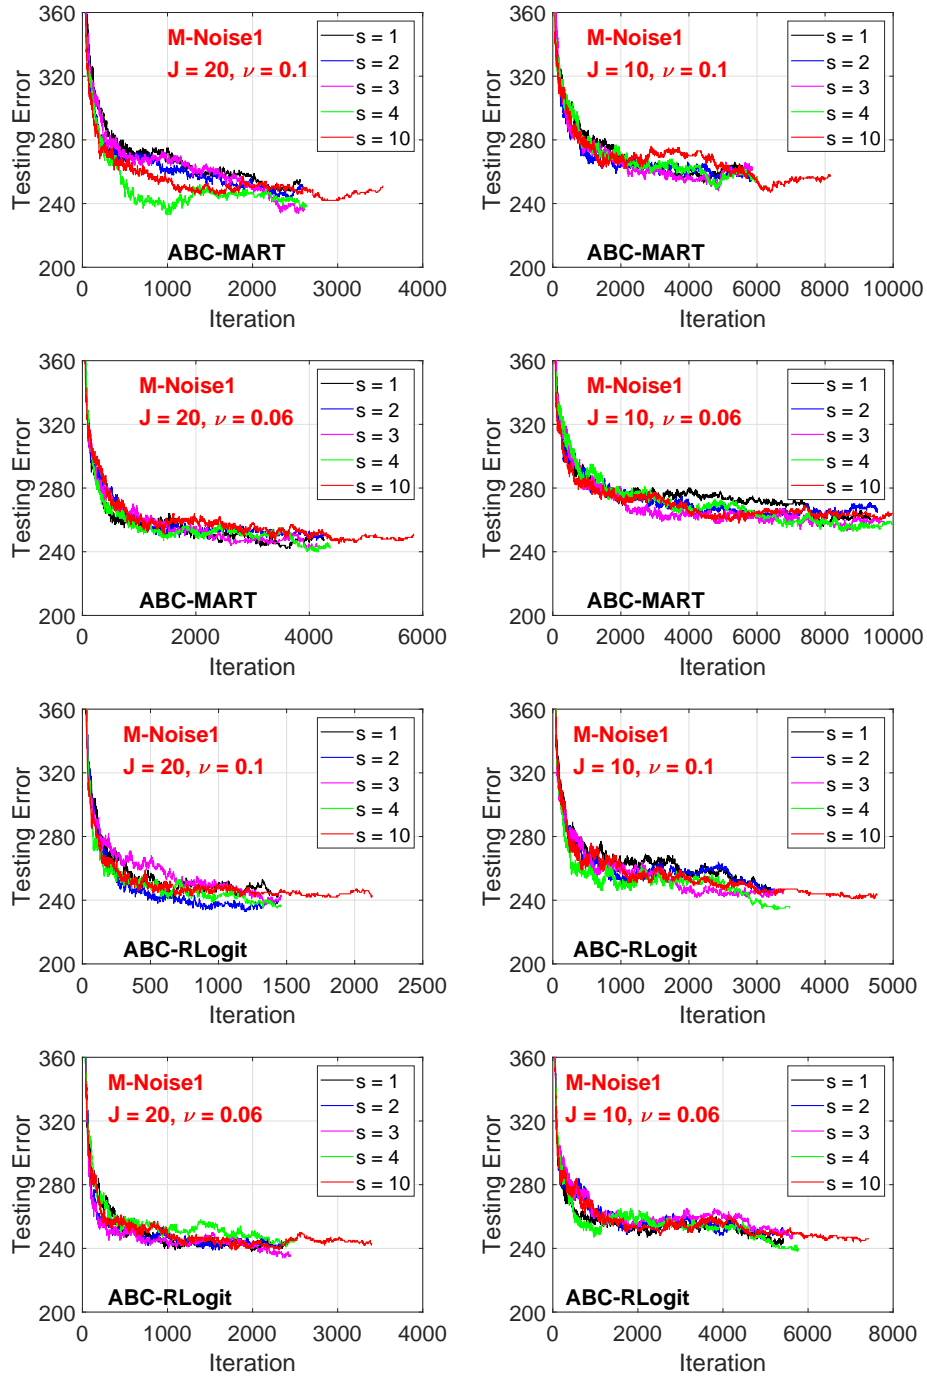 360
320
280
240
200
Testing Error
M-Noise1
J = 20, ν = 0.1
s = 1
s = 2
s = 3
s = 4
s = 10
ABC-MART
0 1000 2000 3000 4000
Iteration
360
320
280
240
200
Testing Error
M-Noise1
J = 10, ν = 0.1
s = 1
s = 2
s = 3
s = 4
s = 10
ABC-MART
0 2000 4000 6000 8000 10000
Iteration
360
320
280
240
200
Testing Error
M-Noise1
J = 20, ν = 0.06
s = 1
s = 2
s = 3
s = 4
s = 10
ABC-MART
0 2000 4000 6000
Iteration
360
320
280
240
200
Testing Error
M-Noise1
J = 10, ν = 0.06
s = 1
s = 2
s = 3
s = 4
s = 10
ABC-MART
0 2000 4000 6000 8000 10000
Iteration
360
320
280
240
200
Testing Error
M-Noise1
J = 20, ν = 0.1
s = 1
s = 2
s = 3
s = 4
s = 10
ABC-RLogit
0 500 1000 1500 2000 2500
Iteration
360
320
280
240
200
Testing Error
M-Noise1
J = 10, ν = 0.1
s = 1
s = 2
s = 3
s = 4
s = 10
ABC-RLogit
0 1000 2000 3000 4000 5000
Iteration
360
320
280
240
200
Testing Error
M-Noise1
J = 20, ν = 0.06
s = 1
s = 2
s = 3
s = 4
s = 10
ABC-RLogit
0 1000 2000 3000 4000
Iteration
360
320
280
240
200
Testing Error
M-Noise1
J = 10, ν = 0.06
s = 1
s = 2
s = 3
s = 4
s = 10
ABC-RLogit
0 2000 4000 6000 8000
Iteration